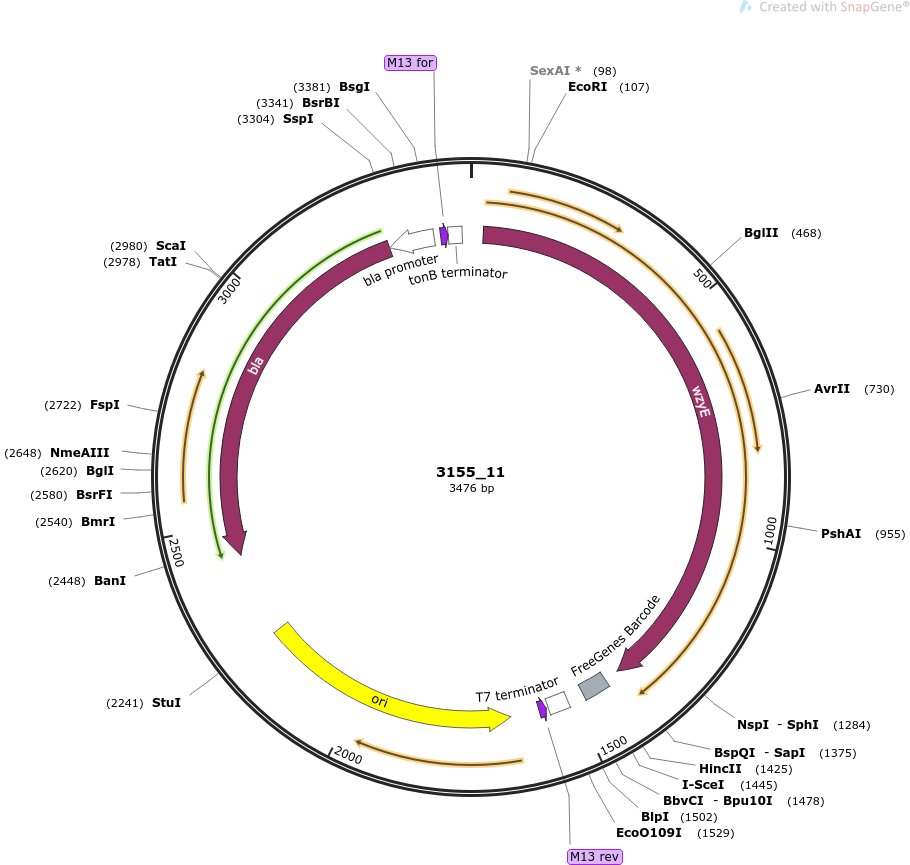 Created with SnapGene®
M13 for
SexAI * (98)
EcoRI (107)
(3381) BsgI
(3341) BsrBI
(3304) SspI
BglII (468)
(2980) ScaI
(2978) TatI
bla promoter
tonB terminator
500
3000
bla
wzyE
AvrII (730)
(2722) FspI
(2648) NmeAIII
(2620) BglI
(2580) BsrFI
(2540) BmrI
3155_11
3476 bp
PshAI (955)
1000
2500
(2448) BanI
FreeGenes Barcode
T7 terminator
ori
(2241) StuI
NspI - SphI (1284)
2000
1500
BspQI - SapI (1375)
HincII (1425)
I-SceI (1445)
BbvCI - Bpu10I (1478)
BlpI (1502)
EcoO109I (1529)
M13 rev